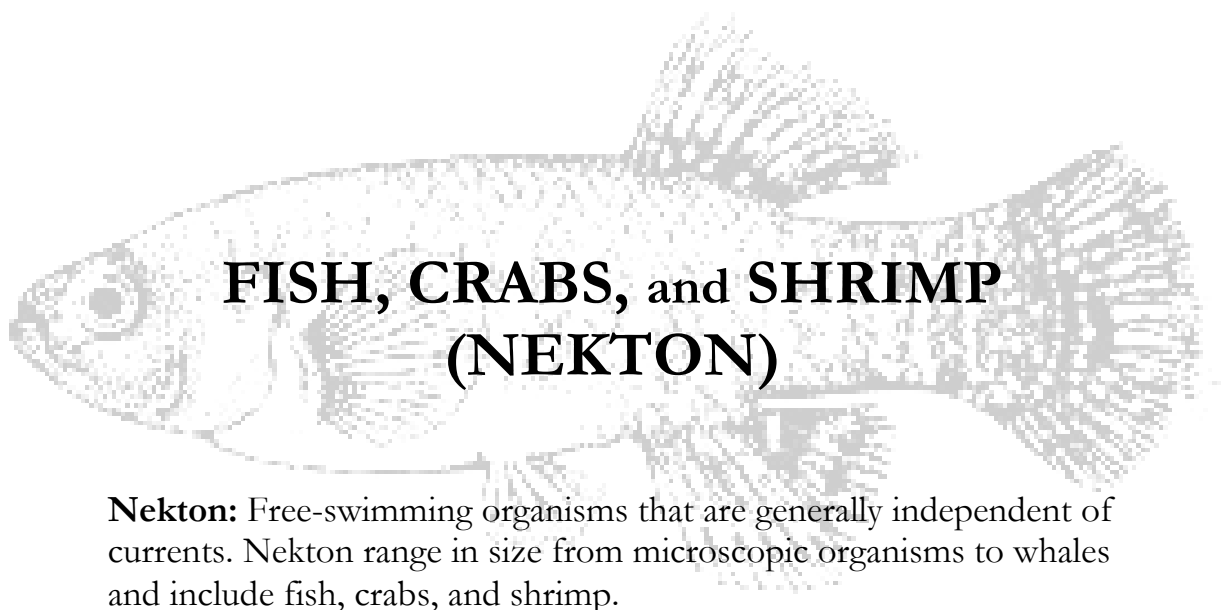 FISH, CRABS, and SHRIMP
(NEKTON)
Nekton: Free-swimming organisms that are generally independent of
currents. Nekton range in size from microscopic organisms to whales
and include fish, crabs, and shrimp.